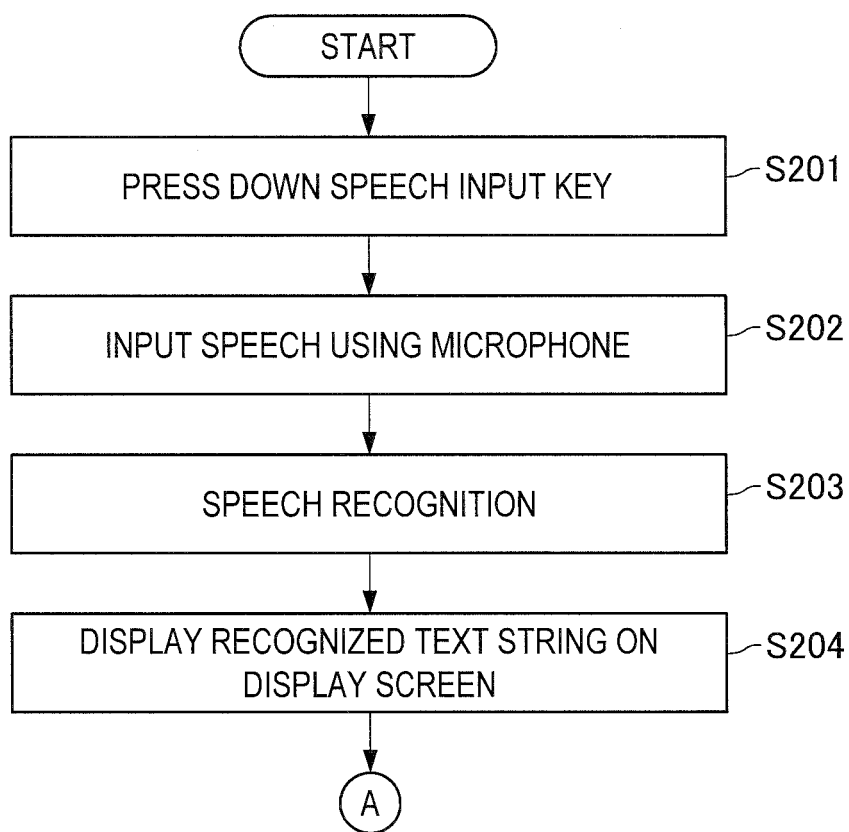 START
PRESS DOWN SPEECH INPUT KEY
S201
INPUT SPEECH USING MICROPHONE
S202
SPEECH RECOGNITION
S203
DISPLAY RECOGNIZED TEXT STRING ON
DISPLAY SCREEN
S204
A